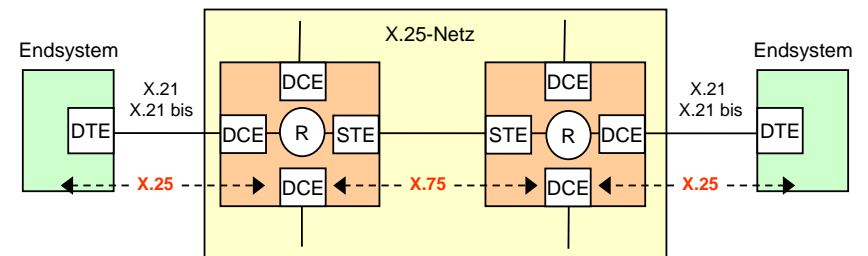 X.25-Netz
Endsystem
Endsystem
X.21
X.21 bis
X.21
X.21 bis
DCE
DCE
DTE
DCE
R
STE
STE
R
DCE
DTE
X.25
DCE
X.75
DCE
X.25